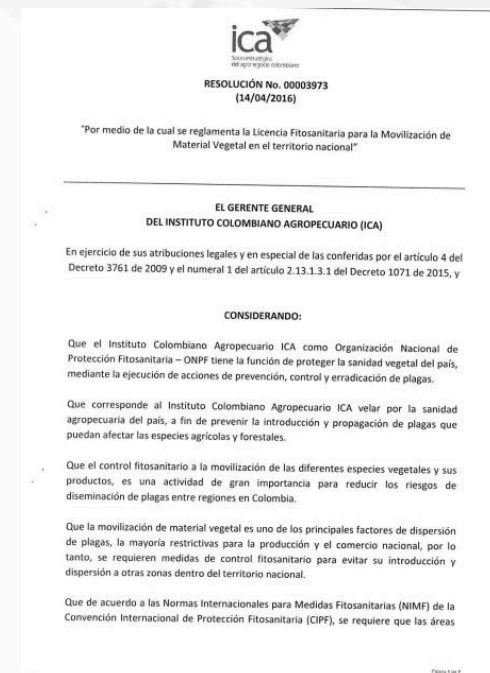 ica
Socio estratégico
del agro negocio colombiano
RESOLUCIÓN No. 00003973
(14/04/2016)
"Por medio de la cual se reglamenta la Licencia Fitosanitaria para la Movilización de
Material Vegetal en el territorio nacional"
EL GERENTE GENERAL
DEL INSTITUTO COLOMBIANO AGROPECUARIO (ICA)
En ejercicio de sus atribuciones legales y en especial de las conferidas por el artículo 4 del
Decreto 3761 de 2009 y el numeral 1 del artículo 2.13.1.3.1 del Decreto 1071 de 2015, y
CONSIDERANDO:
Que el Instituto Colombiano Agropecuario ICA como Organización Nacional de
Protección Fitosanitaria – ONPF tiene la función de proteger la sanidad vegetal del país,
mediante la ejecución de acciones de prevención, control y erradicación de plagas.
Que corresponde al Instituto Colombiano Agropecuario ICA velar por la sanidad
agropecuaria del país, a fin de prevenir la introducción y propagación de plagas que
puedan afectar las especies agrícolas y forestales.
Que el control fitosanitario a la movilización de las diferentes especies vegetales y sus
productos, es una actividad de gran importancia para reducir los riesgos de
diseminación de plagas entre regiones en Colombia.
Que la movilización de material vegetal es uno de los principales factores de dispersión
de plagas, la mayoría restrictivas para la producción y el comercio nacional, por lo
tanto, se requieren medidas de control fitosanitario para evitar su introducción y
dispersión a otras zonas dentro del territorio nacional.
Que de acuerdo a las Normas Internacionales para Medidas Fitosanitarias (NIMF) de la
Convención Internacional de Protección Fitosanitaria (CIPF), se requiere que las áreas